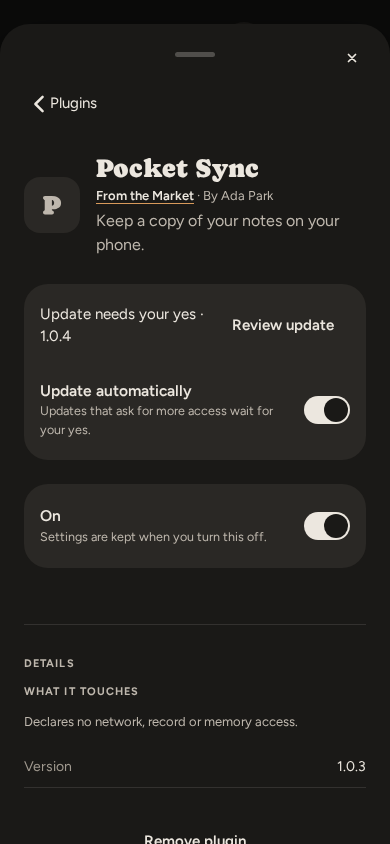 ×
Plugins
P
Pocket Sync
From the Market · By Ada Park
Keep a copy of your notes on your
phone.
Update needs your yes ·
1.0.4
Review update
Update automatically
Updates that ask for more access wait for
your yes.
On
Settings are kept when you turn this off.
DETAILS
WHAT IT TOUCHES
Declares no network, record or memory access.
Version 1.0.3
Remove plugin